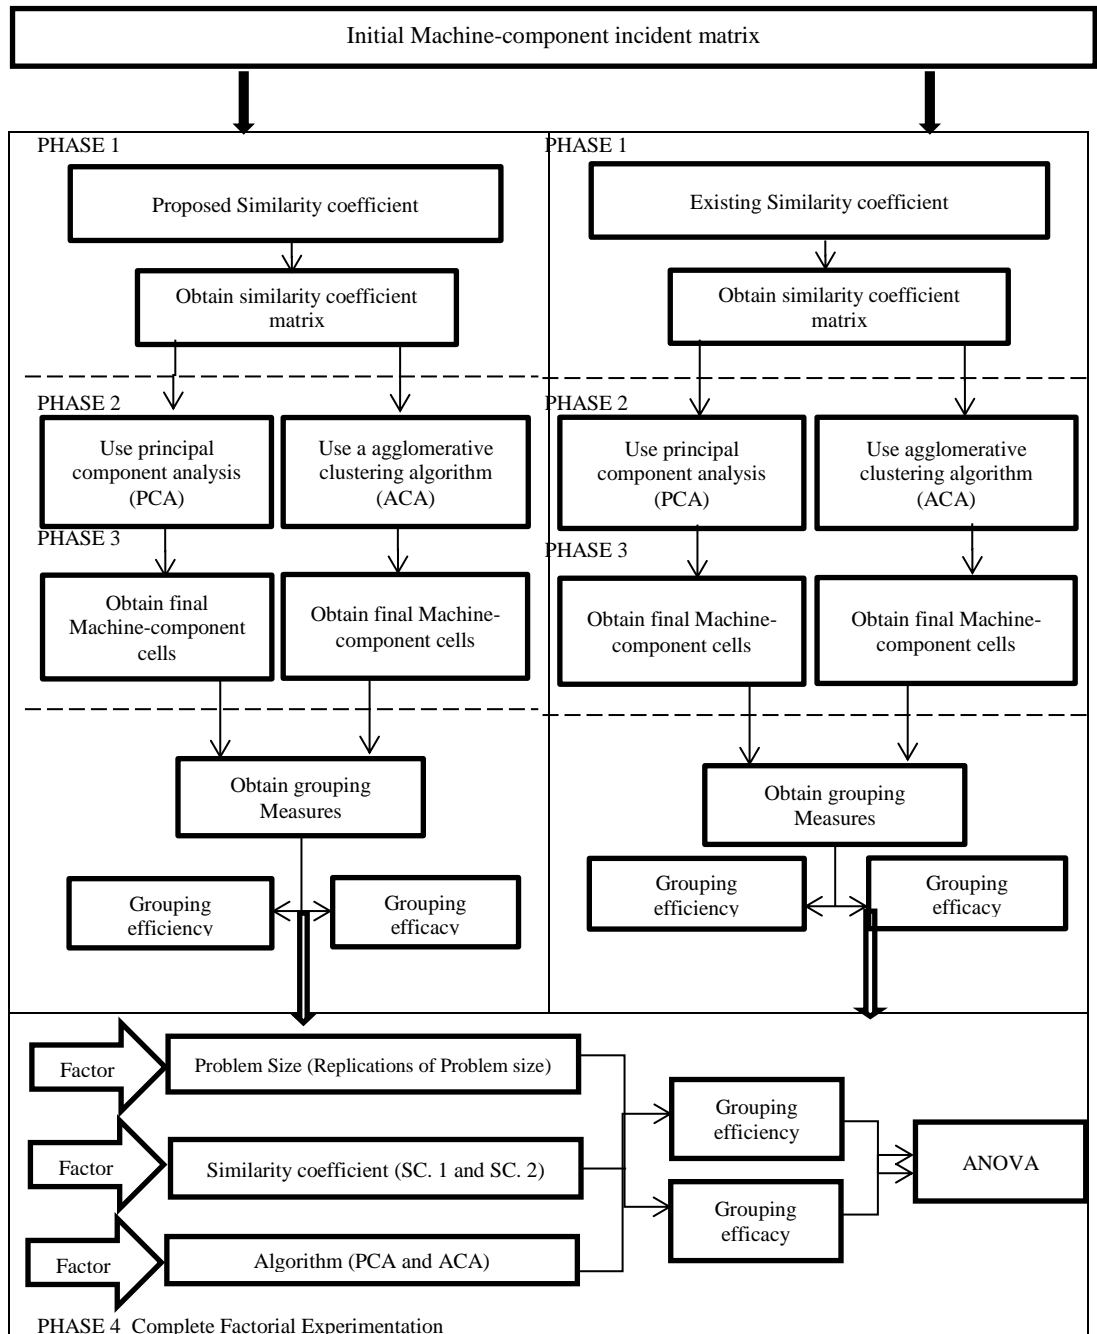 Initial Machine-component incident matrix
PHASE 1
Proposed Similarity coefficient
Obtain similarity coefficient
matrix
PHASE 2
Use principal
component analysis
(PCA)
Use a agglomerative
clustering algorithm
(ACA)
PHASE 3
Obtain final
Machine-component
cells
Obtain final Machine-
component cells
Obtain grouping
Measures
Grouping
efficiency
Grouping
efficacy
PHASE 1
Existing Similarity coefficient
Obtain similarity coefficient
matrix
PHASE 2
Use principal
component analysis
(PCA)
Use agglomerative
clustering algorithm
(ACA)
PHASE 3
Obtain final Machine-
component cells
Obtain final Machine-
component cells
Obtain grouping
Measures
Grouping
efficiency
Grouping
efficacy
Factor
Problem Size (Replications of Problem size)
Factor
Similarity coefficient (SC. 1 and SC. 2)
Factor
Algorithm (PCA and ACA)
Grouping
efficiency
Grouping
efficacy
ANOVA
PHASE 4 Complete Factorial Experimentation